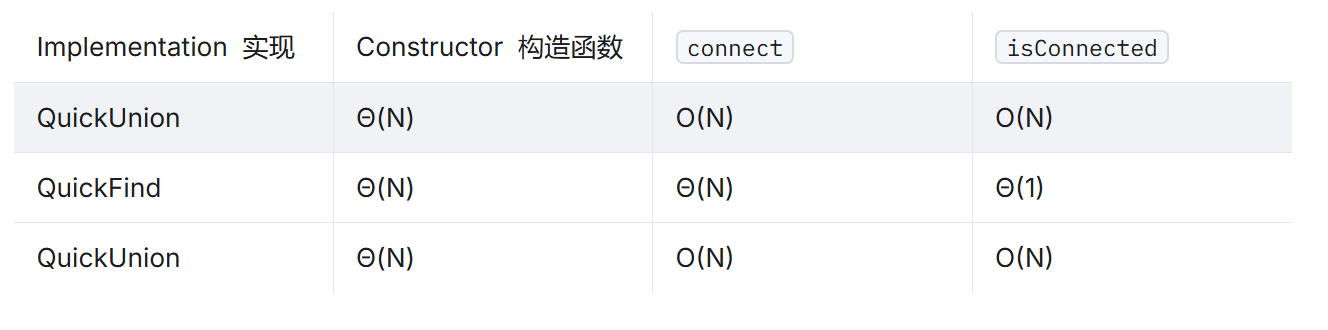 Implementation 实现 Constructor 构造函数 connect isConnected
QuickUnion Θ(N) O(N) O(N)
QuickFind Θ(N) Θ(N) Θ(1)
QuickUnion Θ(N) O(N) O(N)